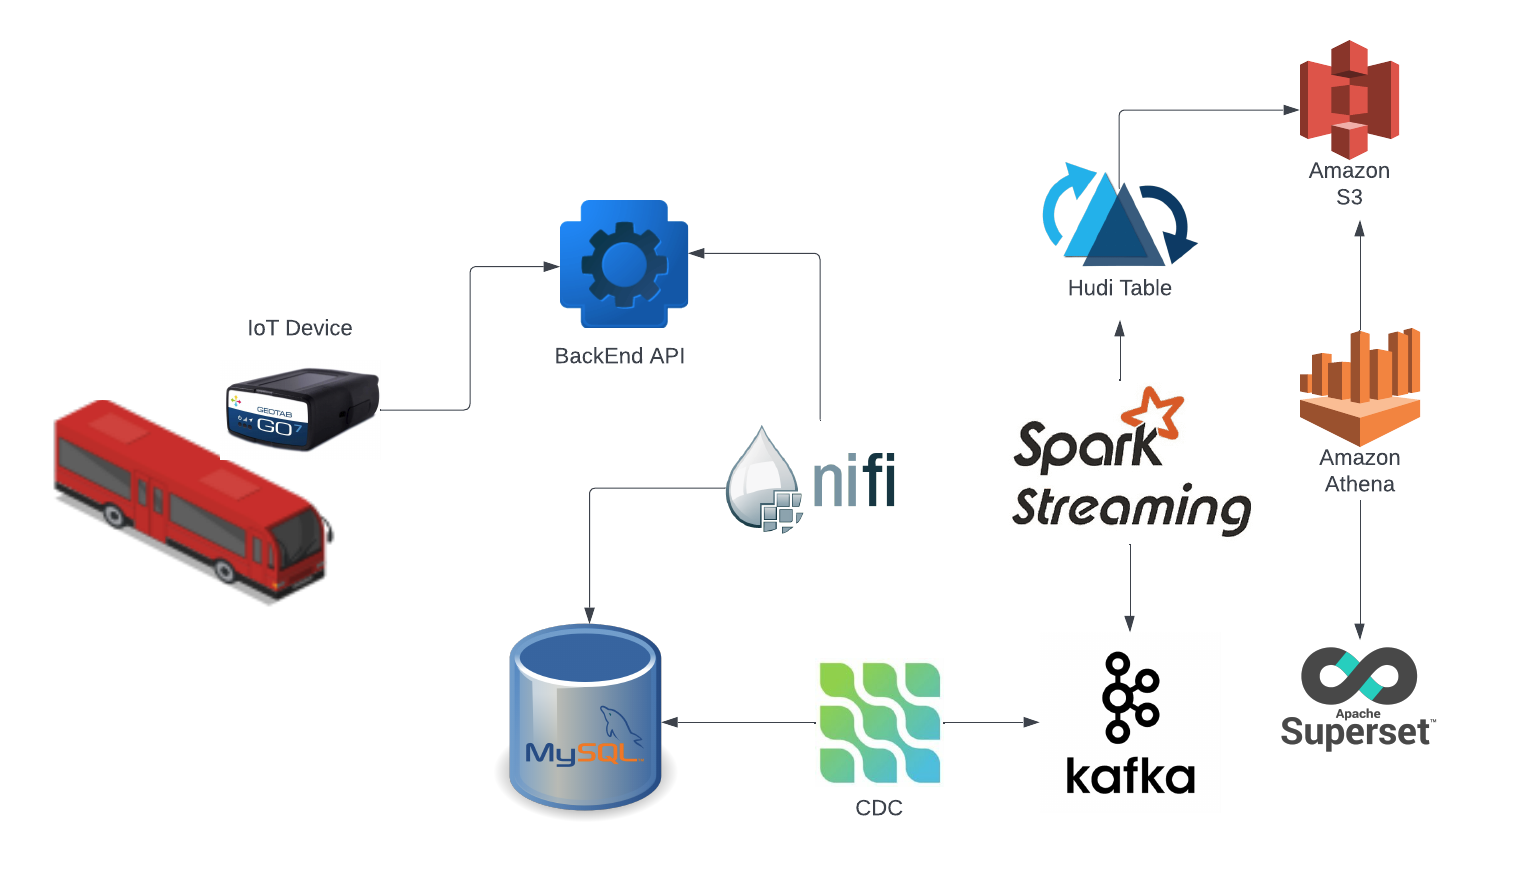 Amazon
S3
Hudi Table
IoT Device
BackEnd API
GEOTAB
GO7
nifi
Spark
Streaming
Amazon
Athena
MySQL
CDC
kafka
Apache
Superset™